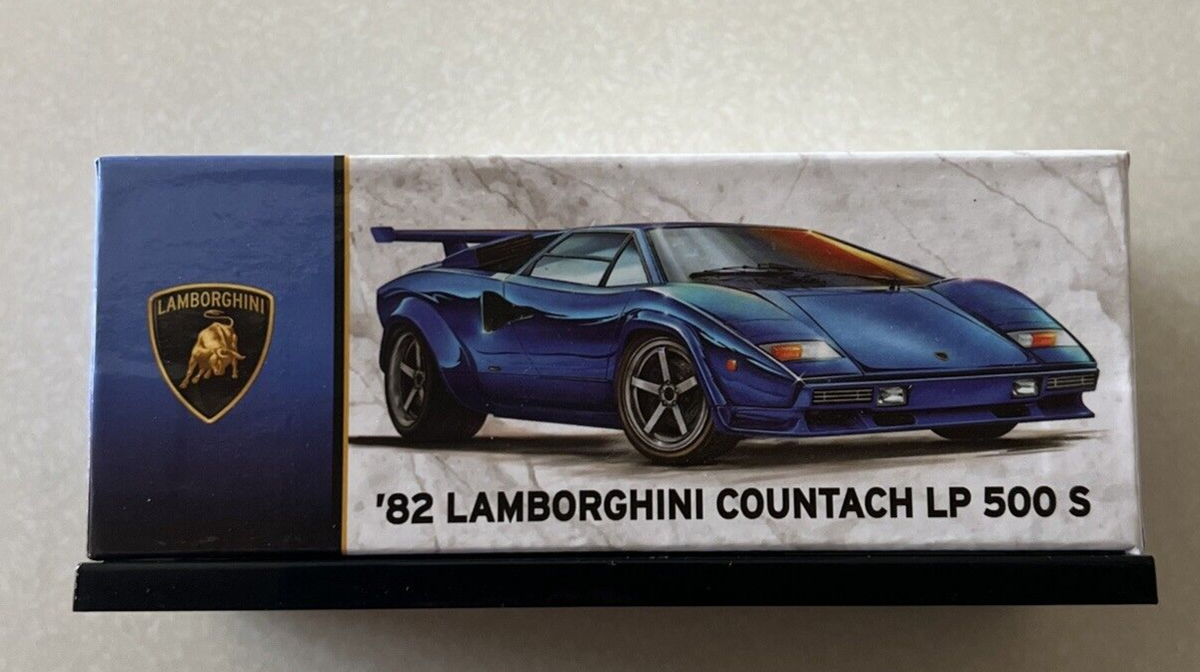 LAMBORGHINI
'82 LAMBORGHINI COUNTACH LP 500 S